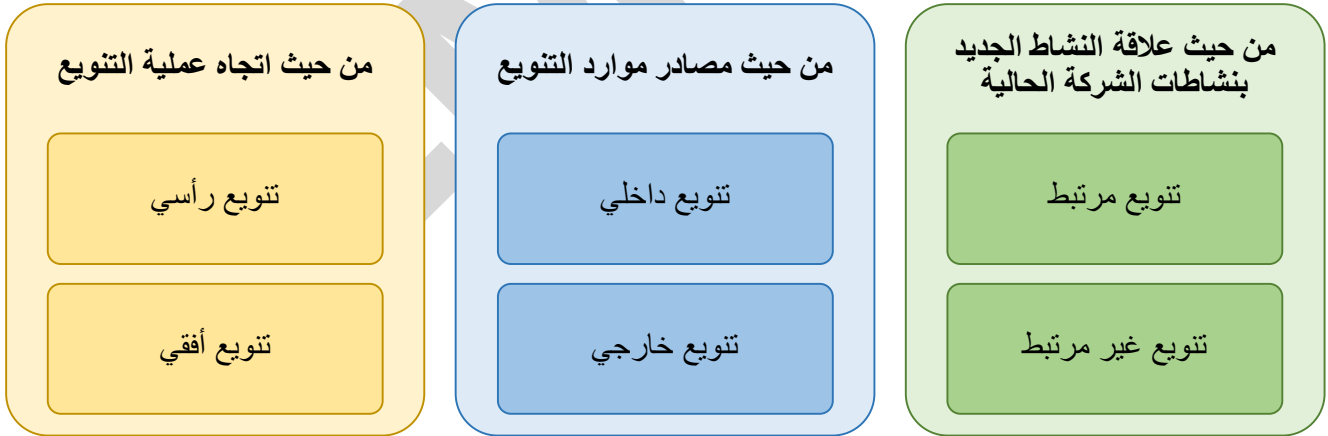 من حيث علاقة النشاط الجديد
بنشاطات الشركة الحالية
تنويع مرتبط
تنويع غير مرتبط
من حيث مصادر موارد التنويع
تنويع داخلي
تنويع خارجي
من حيث اتجاه عملية التنويع
تنويع رأسي
تنويع أفقي